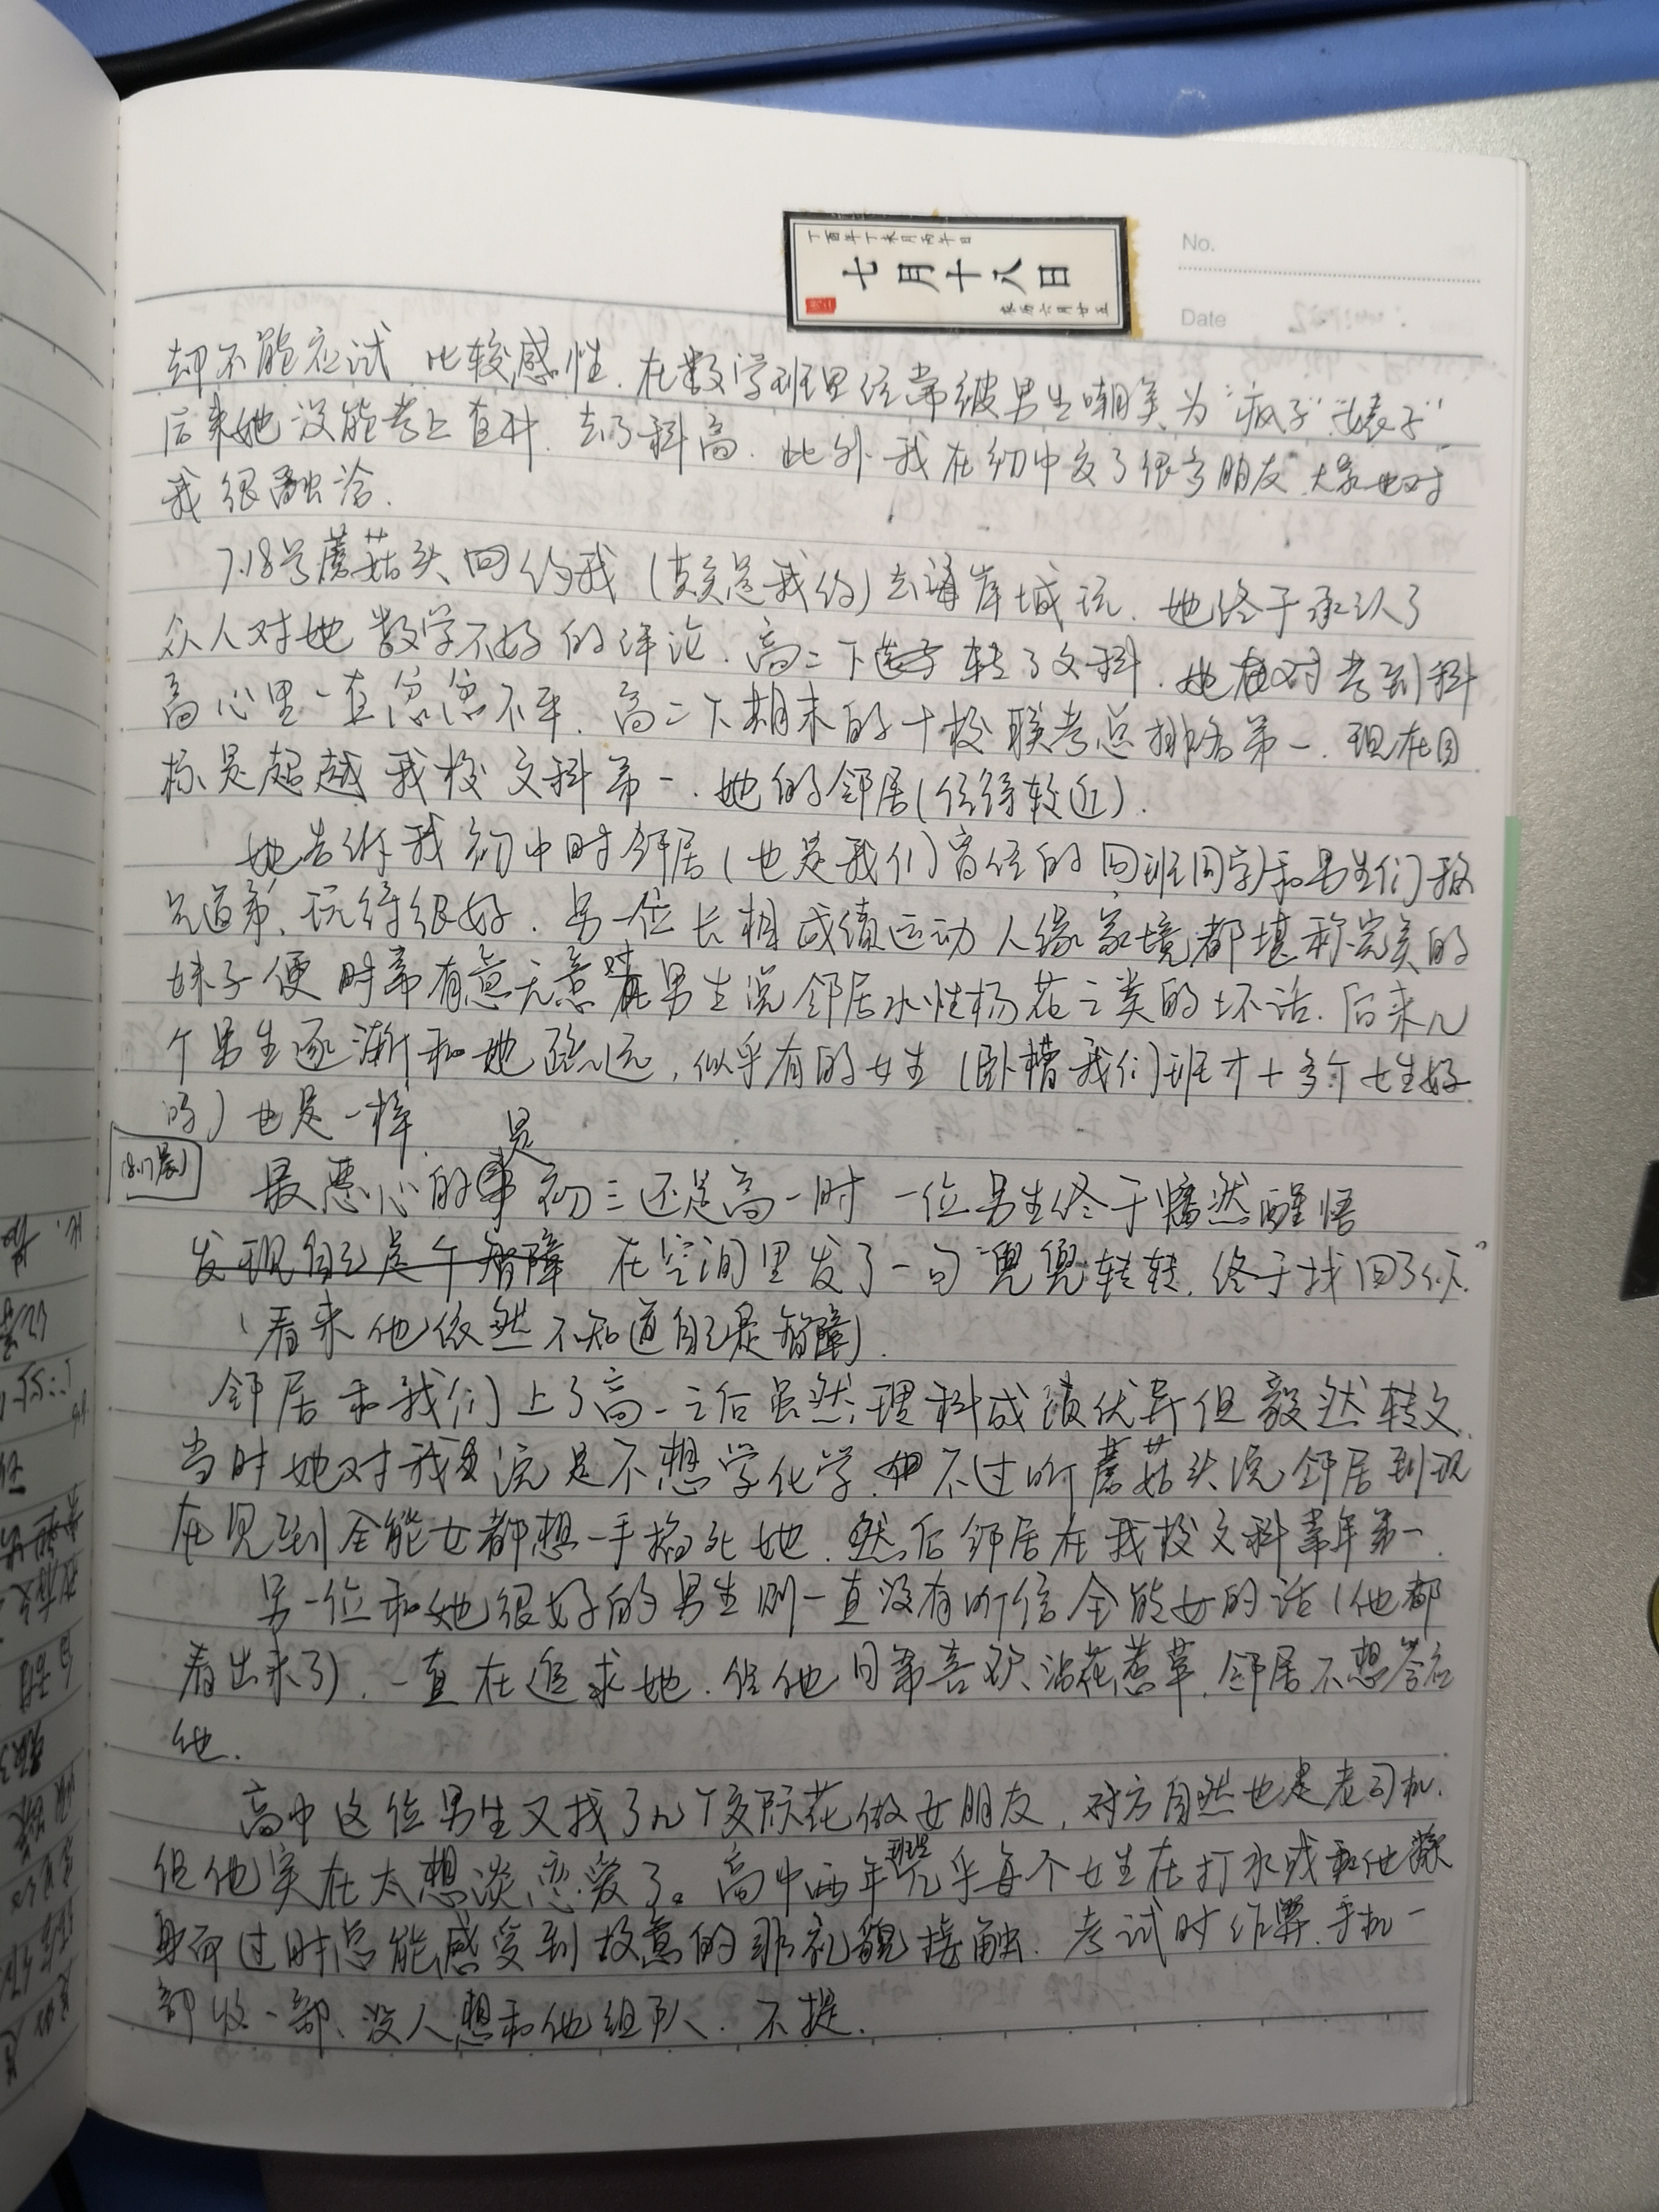 丁酉年丁未月丙午日
七月十八日
农历六月廿五
No.
Date
却不能应试 比较感性.在数学班里经常被男生嘲笑为“疯子”“婊子”
后来她没能考上直升.去了科高.此外我在初中交了很多朋友 大家也对
我很融洽.
7.18号蘑菇头回约我(其实是我约)去海岸城玩.她终于承认了
众人对她数学不好的评论.高二下 转了文科.她 对考到科
高心里一直忿忿不平.高二下期末的十校联考总排名第一.现在目
标是超越我校文科第一.她的邻居(住得较近).
她告诉我初中时邻居(也是我们高任的同班同学)和男生们称
兄道弟、玩得很好.另一位长相成绩运动人缘家境都堪称完美的
妹子便时常有意无意对男生说邻居水性杨花之类的坏话.后来几
个男生逐渐和她疏远,似乎有的女生(卧槽我们班才十多个女生好
吗)也是一样.
最恶心的事是初三还是高一时 一位男生终于幡然醒悟
发现自己是个智障 在空间里发了一句“兜兜转转,终于找回了你.”
(看来他依然不知道自己是智障).
邻居和我们上了高一之后虽然理科成绩优异但毅然转文.
当时她对我 说是不想学化学. 不过听蘑菇头说邻居到现
在见到全能女都想一手掐死她.然后邻居在我校文科常年第一.
另一位和她很好的男生则一直没有听信全能女的话(他都
看出来了).一直在追求她.但他日常喜欢沾花惹草.邻居不想答应
他.
高中这位男生又找了几个交际花做女朋友,对方自然也是老司机.
但他实在太想谈恋爱了。高中两年班里几乎每个女生在打水或和他擦
身而过时总能感受到故意的非礼貌接触.考试时作弊.手机一
部收一部、没人想和他组队.不提.